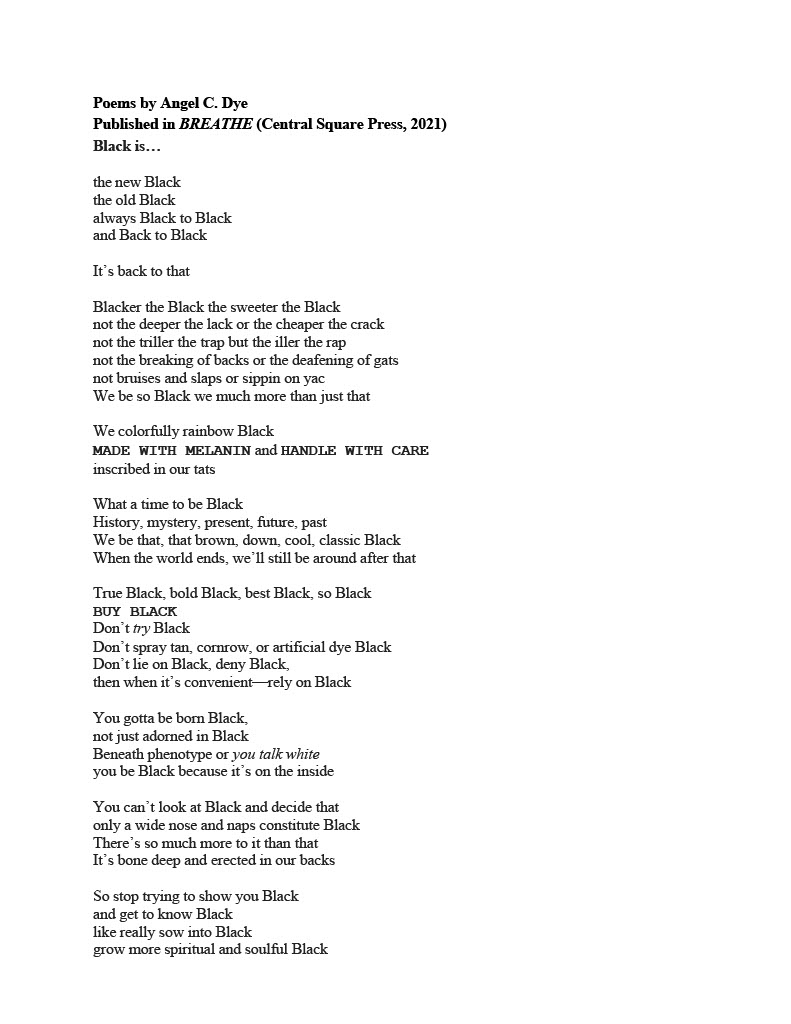 Poems by Angel C. Dye
Published in BREATHE (Central Square Press, 2021)
Black is…
the new Black
the old Black
always Black to Black
and Back to Black
It’s back to that
Blacker the Black the sweeter the Black
not the deeper the lack or the cheaper the crack
not the triller the trap but the iller the rap
not the breaking of backs or the deafening of gats
not bruises and slaps or sippin on yac
We be so Black we much more than just that
We colorfully rainbow Black
MADE WITH MELANIN and HANDLE WITH CARE
inscribed in our tats
What a time to be Black
History, mystery, present, future, past
We be that, that brown, down, cool, classic Black
When the world ends, we’ll still be around after that
True Black, bold Black, best Black, so Black
BUY BLACK
Don’t try Black
Don’t spray tan, cornrow, or artificial dye Black
Don’t lie on Black, deny Black,
then when it’s convenient—rely on Black
You gotta be born Black,
not just adorned in Black
Beneath phenotype or you talk white
you be Black because it’s on the inside
You can’t look at Black and decide that
only a wide nose and naps constitute Black
There’s so much more to it than that
It’s bone deep and erected in our backs
So stop trying to show you Black
and get to know Black
like really sow into Black
grow more spiritual and soulful Black